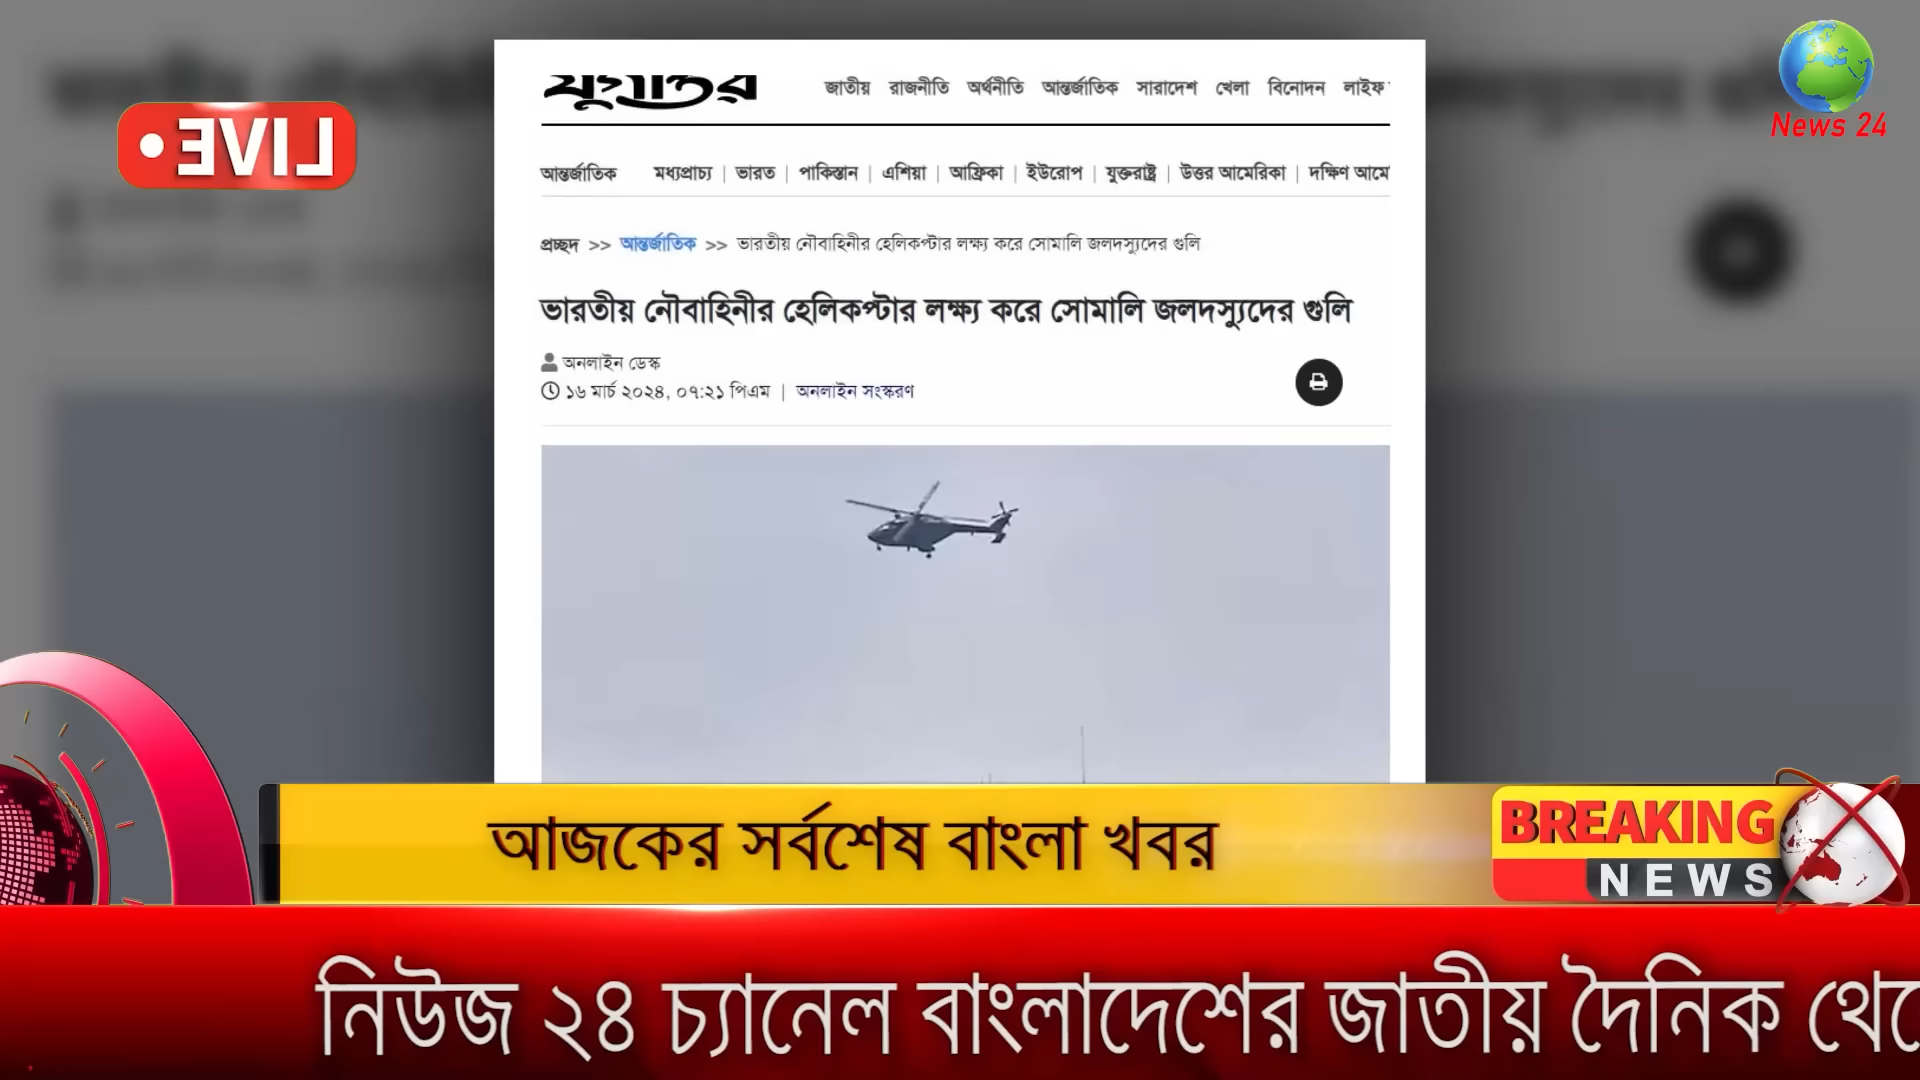 যুগান্তর
জাতীয় রাজনীতি অর্থনীতি আন্তর্জাতিক সারাদেশ খেলা বিনোদন লাইফ
LIVE
News 24
আন্তর্জাতিক মধ্যপ্রাচ্য | ভারত | পাকিস্তান | এশিয়া | আফ্রিকা | ইউরোপ | যুক্তরাষ্ট্র | উত্তর আমেরিকা | দক্ষিণ আমে
প্রচ্ছদ >> আন্তর্জাতিক >> ভারতীয় নৌবাহিনীর হেলিকপ্টার লক্ষ্য করে সোমালি জলদস্যুদের গুলি
ভারতীয় নৌবাহিনীর হেলিকপ্টার লক্ষ্য করে সোমালি জলদস্যুদের গুলি
অনলাইন ডেস্ক
১৬ মার্চ ২০২৪, ০৭:২১ পিএম | অনলাইন সংস্করণ
আজকের সর্বশেষ বাংলা খবর
BREAKING
NEWS
নিউজ ২৪ চ্যানেল বাংলাদেশের জাতীয় দৈনিক থেকে